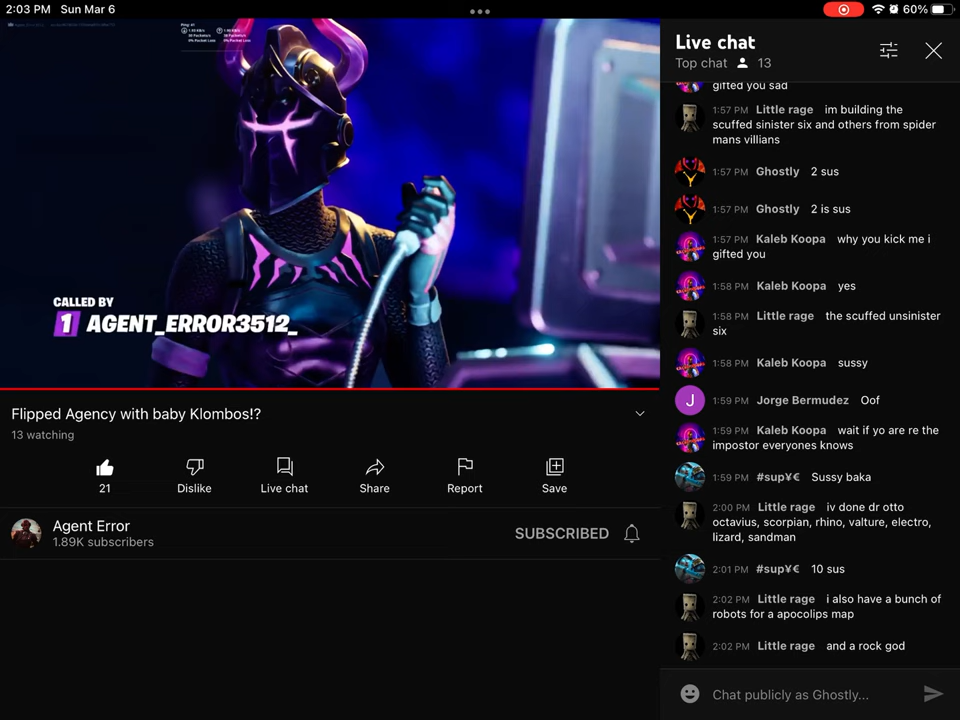 2:03 PM Sun Mar 6
60%
CALLED BY
1 AGENT_ERROR3512_
Flipped Agency with baby Klombos!?
13 watching
21
Dislike
Live chat
Share
Report
Save
Agent Error
1.89K subscribers
SUBSCRIBED
Live chat
Top chat 13
gifted you sad
1:57 PM Little rage im building the
scuffed sinister six and others from spider
mans villians
1:57 PM Ghostly 2 sus
1:57 PM Ghostly 2 is sus
1:57 PM Kaleb Koopa why you kick me i
gifted you
1:58 PM Kaleb Koopa yes
1:58 PM Little rage the scuffed unsinister
six
1:58 PM Kaleb Koopa sussy
J
1:59 PM Jorge Bermudez Oof
1:59 PM Kaleb Koopa wait if yo are re the
impostor everyones knows
1:59 PM #sup¥€ Sussy baka
2:00 PM Little rage iv done dr otto
octavius, scorpian, rhino, valture, electro,
lizard, sandman
2:01 PM #sup¥€ 10 sus
2:02 PM Little rage i also have a bunch of
robots for a apocolips map
2:02 PM Little rage and a rock god
Chat publicly as Ghostly...